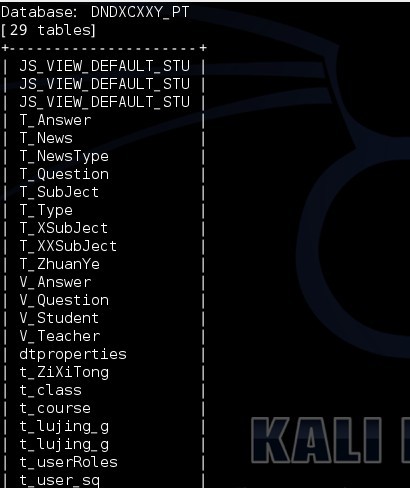 Database: DNDXCXXY_PT
[29 tables]
+--------------------+
| JS_VIEW_DEFAULT_STU |
| JS_VIEW_DEFAULT_STU |
| JS_VIEW_DEFAULT_STU |
| T_Answer |
| T_News |
| T_NewsType |
| T_Question |
| T_SubJect |
| T_Type |
| T_XSubJect |
| T_XXSubJect |
| T_ZhuanYe |
| V_Answer |
| V_Question |
| V_Student |
| V_Teacher |
| dtproperties |
| t_ZiXiTong |
| t_class |
| t_course |
| t_lujing_g |
| t_lujing_g |
| t_userRoles |
| t_user_sq |
KALI